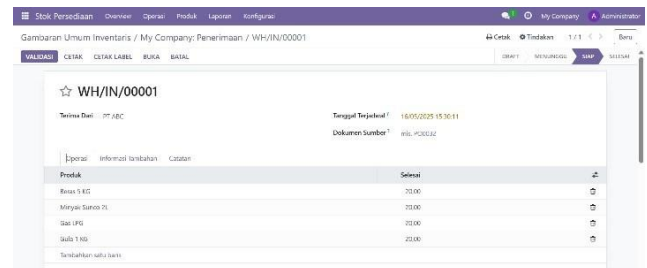 Stok Persediaan Overview Operasi Produk Laporan Konfigurasi My Company A Administrator
Gambaran Umum Inventaris / My Company: Penerimaan / WH/IN/00001 Cetak Tindakan 1/1 < > Baru
VALIDASI CETAK CETAK LABEL BUKA BATAL DRAFT MENUNGGU SIAP SELESAI
WH/IN/00001
Terima Dari PT ABC Tanggal Terjadwal ? 16/05/2025 15:30:11
Dokumen Sumber ? mis. PO0032
Operasi Informasi Tambahan Catatan
Produk Selesai
Beras 5 KG 20,00
Minyak Sunco 2L 20,00
Gas LPG 20,00
Gula 1 KG 20,00
Tambahkan satu baris